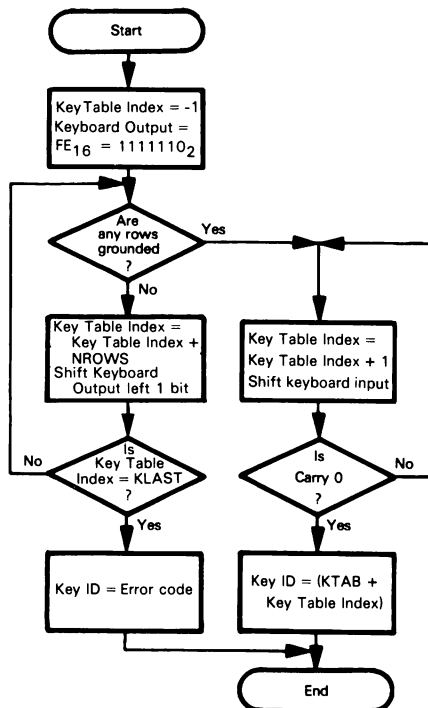 Start
Key Table Index = -1
Keyboard Output =
FE16 = 11111102
Are
any rows
grounded
?
Yes
No
Key Table Index =
Key Table Index +
NROWS
Shift Keyboard
Output left 1 bit
Key Table Index =
Key Table Index + 1
Shift keyboard input
Is
Key Table
Index = KLAST
?
No
Yes
Is
Carry 0
?
No
Yes
Key ID = Error code
Key ID = (KTAB +
Key Table Index)
End